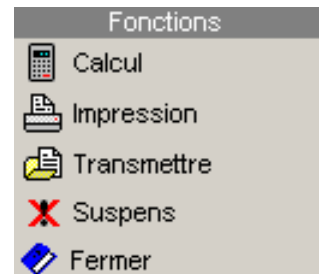 Fonctions
Calcul
Impression
Transmettre
Suspens
Fermer